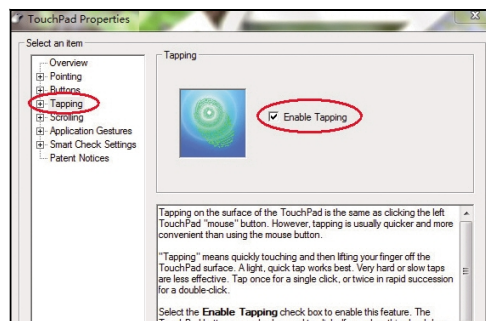 TouchPad Properties
Select an item
Overview
Pointing
Buttons
Tapping
Scrolling
Application Gestures
Smart Check Settings
Patent Notices
Tapping
Enable Tapping
Tapping on the surface of the TouchPad is the same as clicking the left
TouchPad "mouse" button. However, tapping is usually quicker and more
convenient than using the mouse button.
"Tapping" means quickly touching and then lifting your finger off the
TouchPad surface. A light, quick tap works best. Very hard or slow taps
are less effective. Tap once for a single click, or twice in rapid succession
for a double-click.
Select the Enable Tapping check box to enable this feature. The